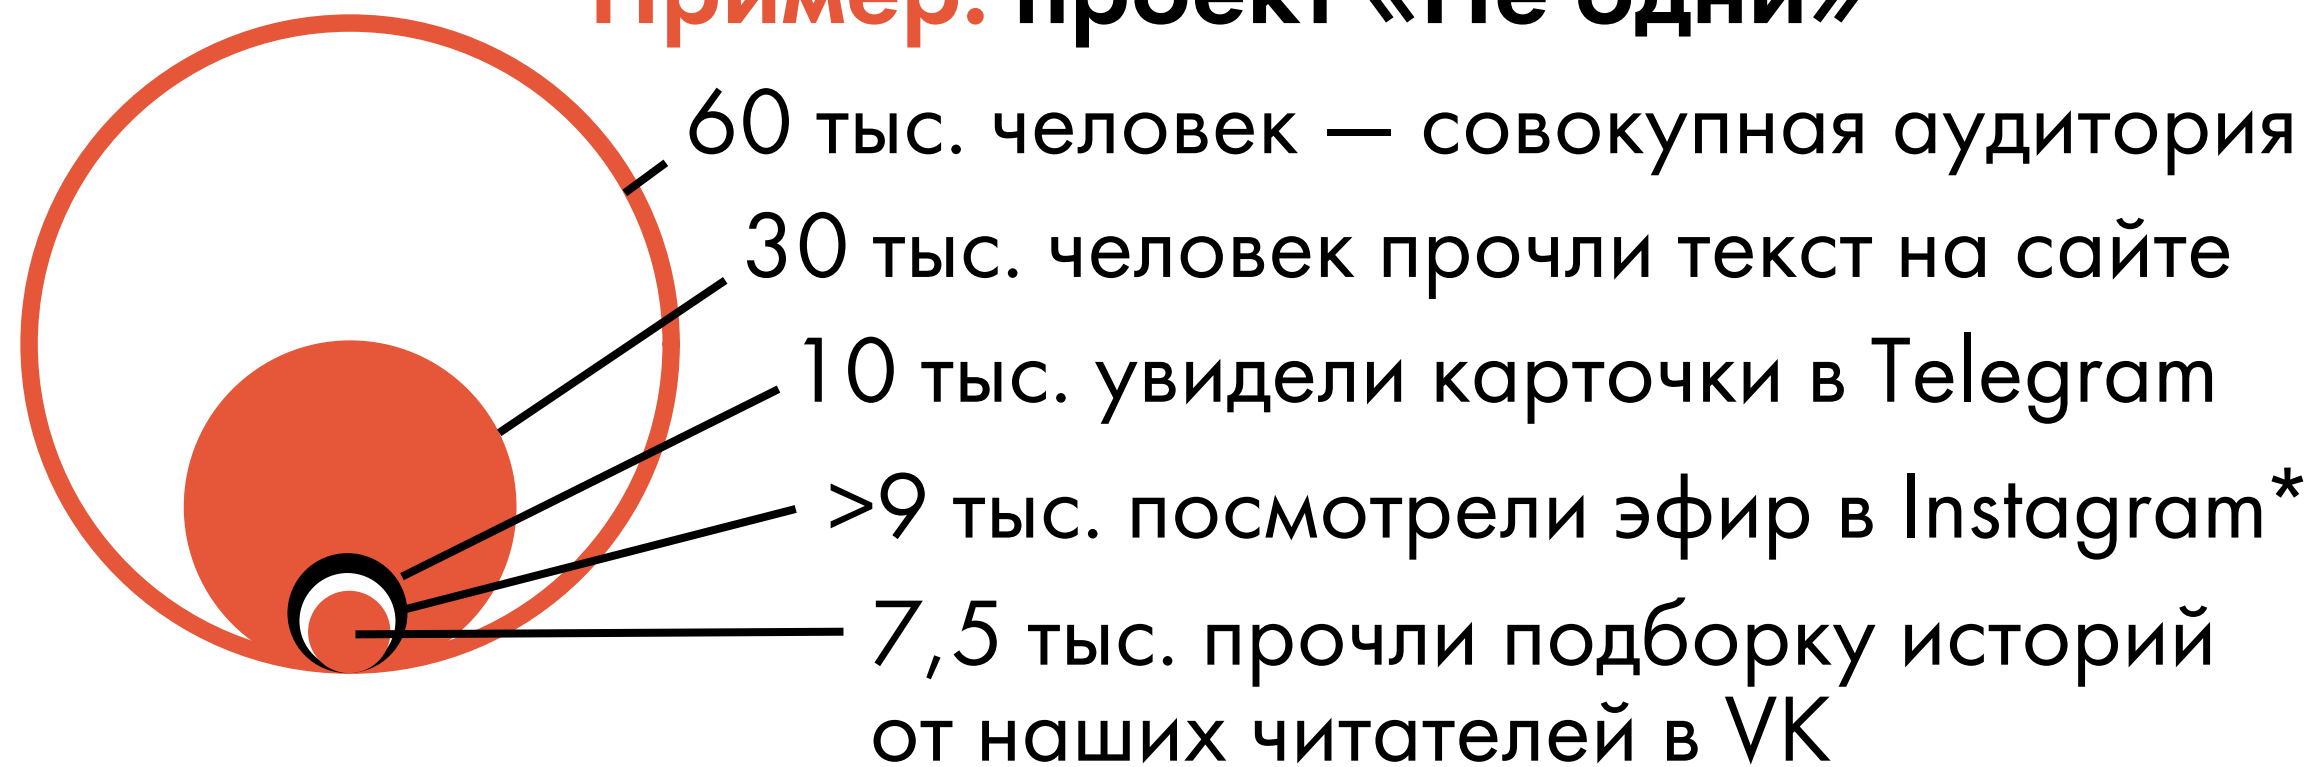 Пример: проект «Не одни»
60 тыс. человек — совокупная аудитория
30 тыс. человек прочли текст на сайте
10 тыс. увидели карточки в Telegram
>9 тыс. посмотрели эфир в Instagram*
7,5 тыс. прочли подборку историй
от наших читателей в VK